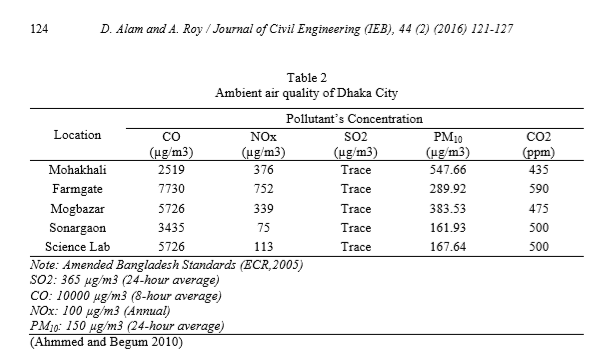 124 D. Alam and A. Roy / Journal of Civil Engineering (IEB), 44 (2) (2016) 121-127
Table 2
Ambient air quality of Dhaka City
Pollutant’s Concentration
Location CO NOx SO2 PM10 CO2
(µg/m3) (µg/m3) (µg/m3) (µg/m3) (ppm)
Mohakhali 2519 376 Trace 547.66 435
Farmgate 7730 752 Trace 289.92 590
Mogbazar 5726 339 Trace 383.53 475
Sonargaon 3435 75 Trace 161.93 500
Science Lab 5726 113 Trace 167.64 500
Note: Amended Bangladesh Standards (ECR,2005)
SO2: 365 µg/m3 (24-hour average)
CO: 10000 µg/m3 (8-hour average)
NOx: 100 µg/m3 (Annual)
PM10: 150 µg/m3 (24-hour average)
(Ahmmed and Begum 2010)